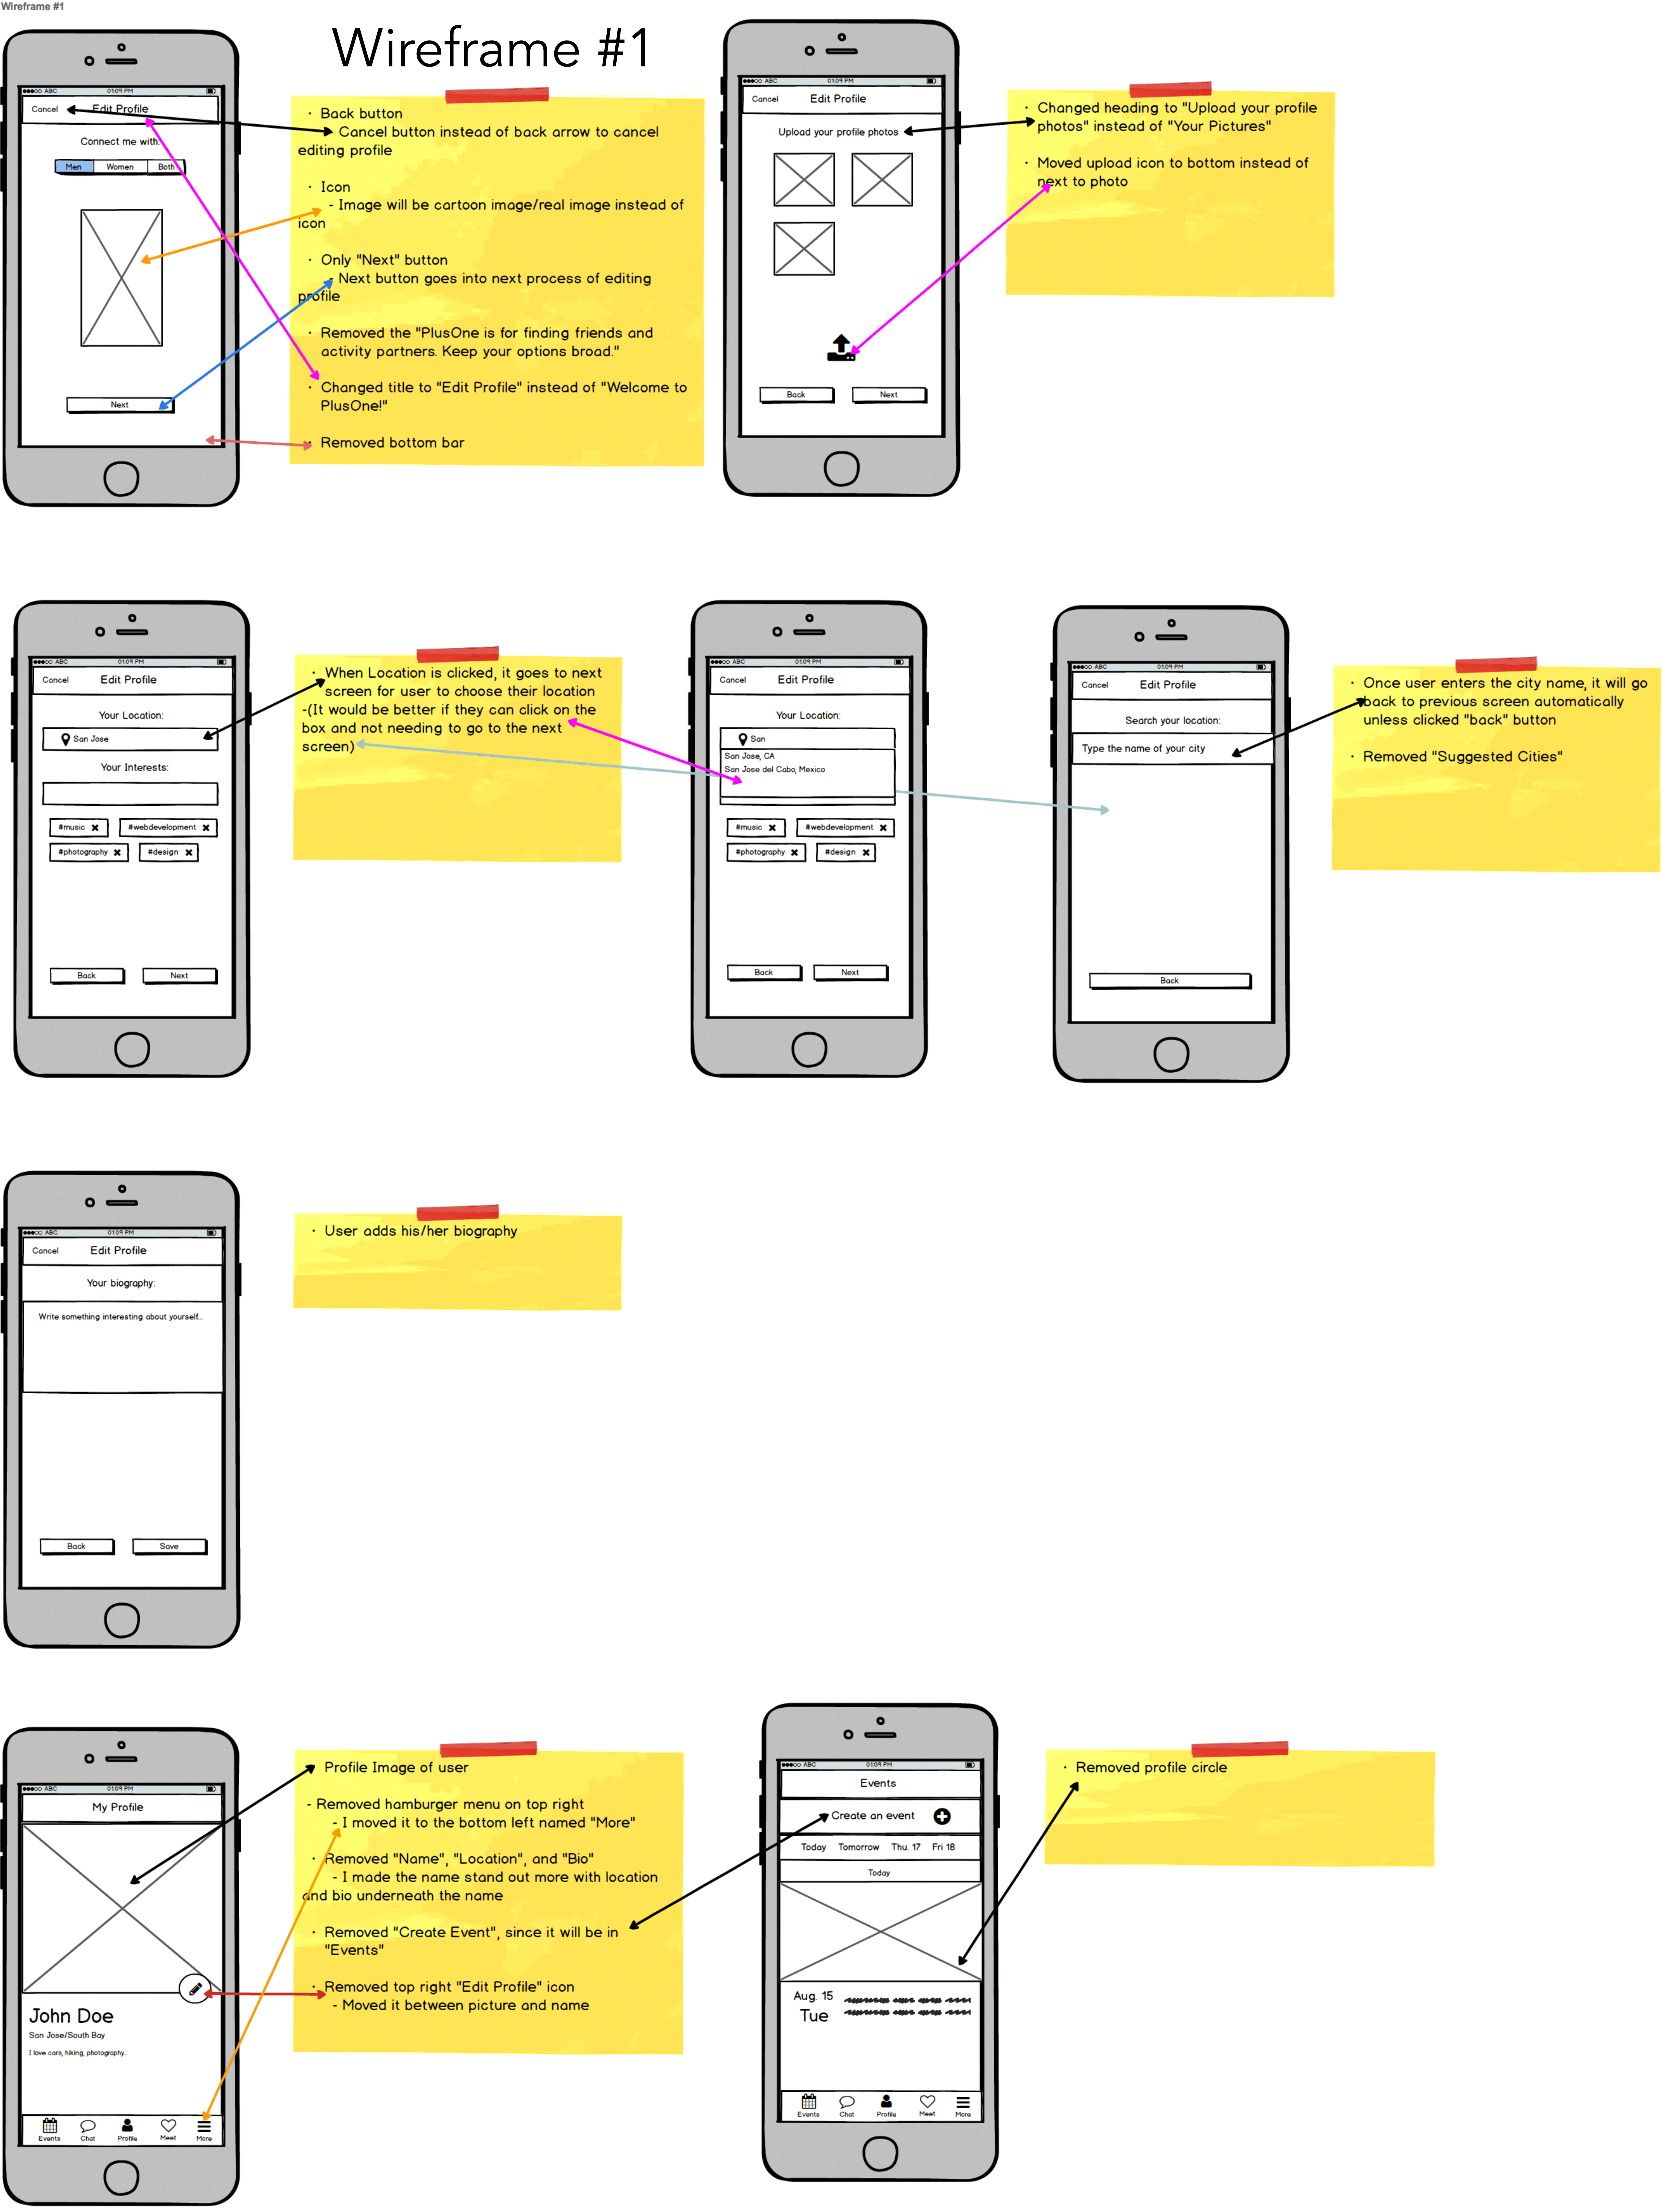 Wireframe #1
Wireframe #1
ABC 01:09 PM
Cancel Edit Profile
Connect me with:
Men Women Both
Next
· Back button
- Cancel button instead of back arrow to cancel
editing profile
· Icon
- Image will be cartoon image/real image instead of
icon
· Only "Next" button
- Next button goes into next process of editing
profile
· Removed the "PlusOne is for finding friends and
activity partners. Keep your options broad."
· Changed title to "Edit Profile" instead of "Welcome to
PlusOne!"
· Removed bottom bar
ABC 01:09 PM
Cancel Edit Profile
Upload your profile photos
Back Next
· Changed heading to "Upload your profile
photos" instead of "Your Pictures"
· Moved upload icon to bottom instead of
next to photo
ABC 01:09 PM
Cancel Edit Profile
Your Location:
San Jose
Your Interests:
#music #webdevelopment
#photography #design
Back Next
· When Location is clicked, it goes to next
screen for user to choose their location
-(It would be better if they can click on the
box and not needing to go to the next
screen)
ABC 01:09 PM
Cancel Edit Profile
Your Location:
San
San Jose, CA
San Jose del Cabo, Mexico
#music #webdevelopment
#photography #design
Back Next
ABC 01:09 PM
Cancel Edit Profile
Search your location:
Type the name of your city
Back
· Once user enters the city name, it will go
back to previous screen automatically
unless clicked "back" button
· Removed "Suggested Cities"
ABC 01:09 PM
Cancel Edit Profile
Your biography:
Write something interesting about yourself...
Back Save
· User adds his/her biography
ABC 01:09 PM
My Profile
John Doe
San Jose/South Bay
I love cars, hiking, photography...
Events Chat Profile Meet More
Profile Image of user
- Removed hamburger menu on top right
- I moved it to the bottom left named "More"
· Removed "Name", "Location", and "Bio"
- I made the name stand out more with location
and bio underneath the name
· Removed "Create Event", since it will be in
"Events"
· Removed top right "Edit Profile" icon
- Moved it between picture and name
ABC 01:09 PM
Events
Create an event
Today Tomorrow Thu. 17 Fri 18
Today
Aug. 15
Tue
Events Chat Profile Meet More
· Removed profile circle